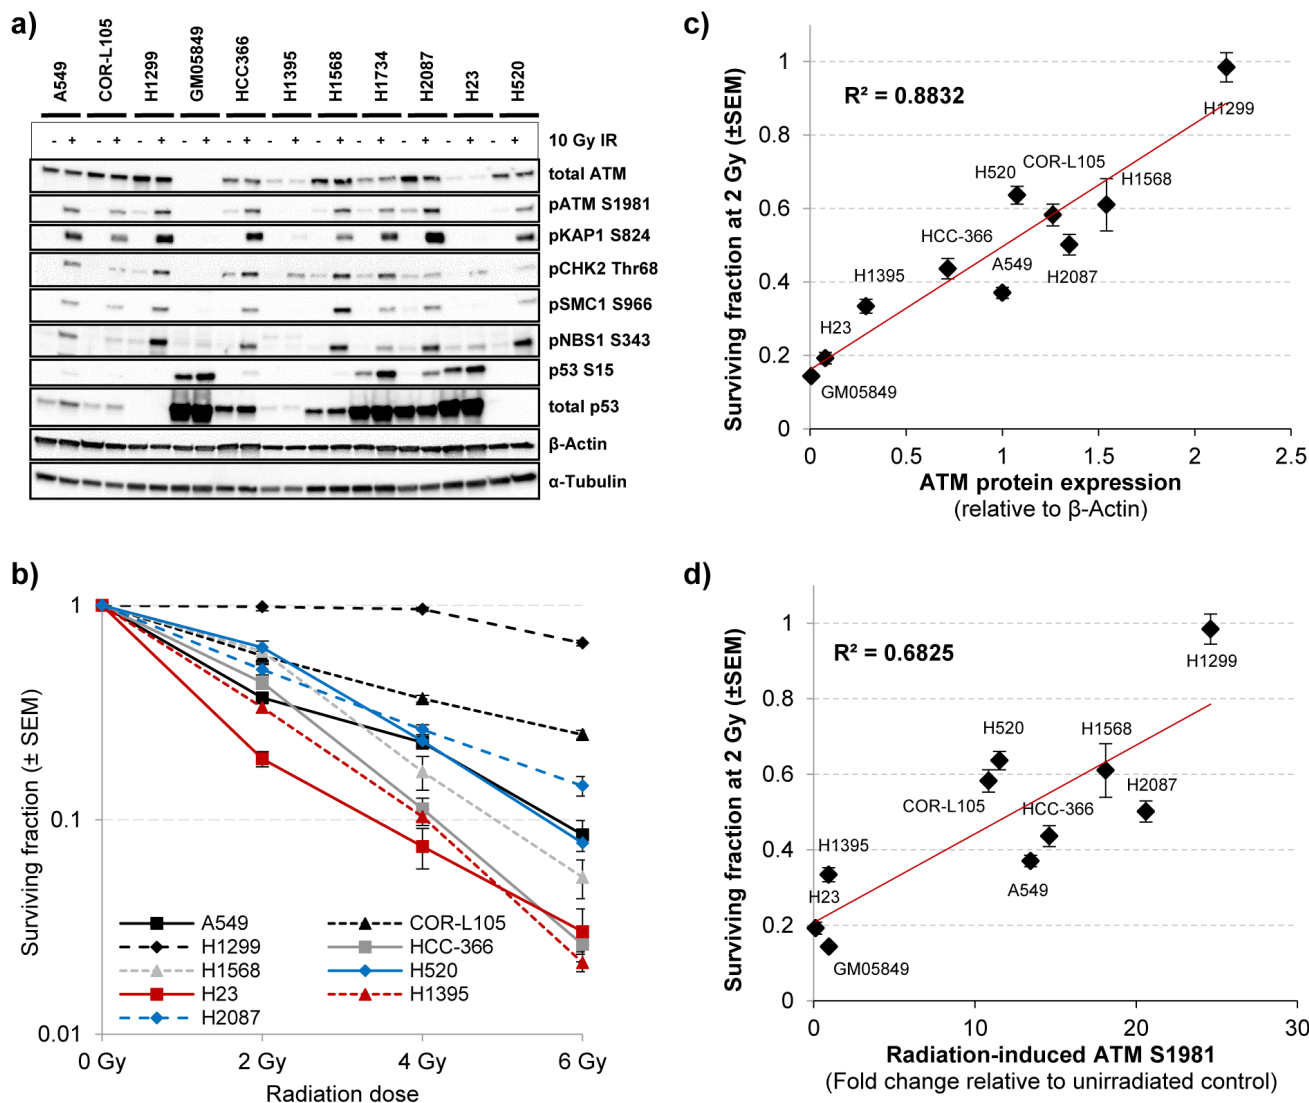 a)
A549
COR-L105
H1299
GM05849
HCC366
H1395
H1568
H1734
H2087
H23
H520
- + - + - + - + - + - + - + - + - + - + - + 10 Gy IR
total ATM
pATM S1981
pKAP1 S824
pCHK2 Thr68
pSMC1 S966
pNBS1 S343
p53 S15
total p53
β-Actin
α-Tubulin
b)
Surviving fraction (± SEM)
1
0.1
0.01
0 Gy 2 Gy 4 Gy 6 Gy
Radiation dose
A549
H1299
H1568
H23
H2087
COR-L105
HCC-366
H520
H1395
c)
Surviving fraction at 2 Gy (±SEM)
1
0.8
0.6
0.4
0.2
0
R² = 0.8832
H1299
COR-L105
H520
H1568
HCC-366
A549
H2087
H1395
H23
GM05849
0 0.5 1 1.5 2 2.5
ATM protein expression
(relative to β-Actin)
d)
Surviving fraction at 2 Gy (±SEM)
1
0.8
0.6
0.4
0.2
0
R² = 0.6825
H1299
H520
H1568
COR-L105
HCC-366
H2087
H1395
A549
H23
GM05849
0 10 20 30
Radiation-induced ATM S1981
(Fold change relative to unirradiated control)